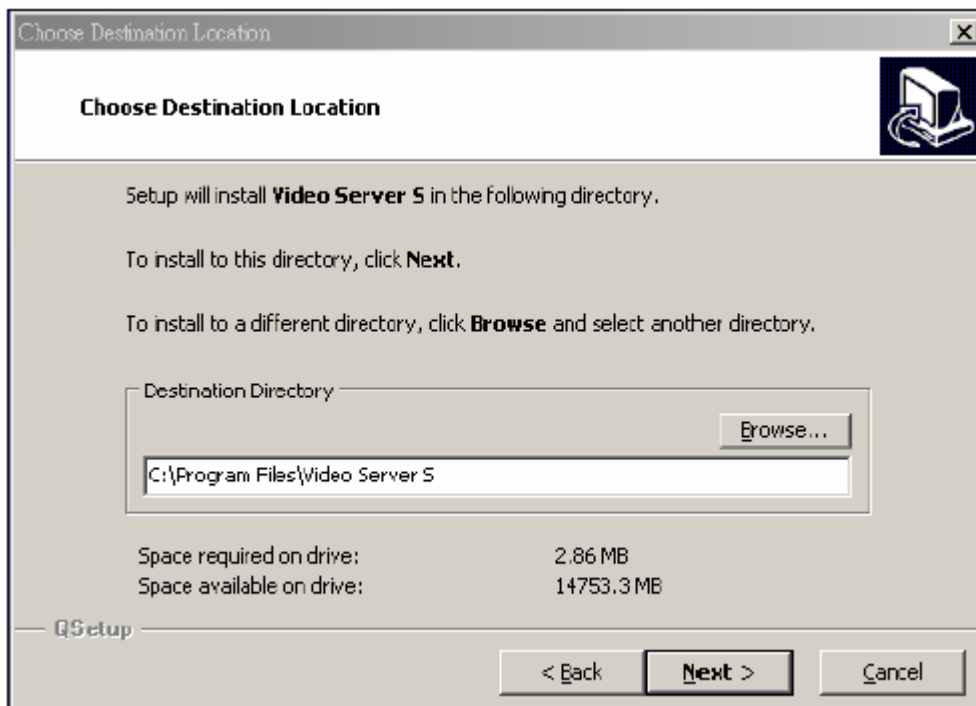 Choose Destination Location
Choose Destination Location
Setup will install Video Server S in the following directory.
To install to this directory, click Next.
To install to a different directory, click Browse and select another directory.
Destination Directory
Browse...
C:\Program Files\Video Server S
Space required on drive: 2.86 MB
Space available on drive: 14753.3 MB
QSetup
< Back Next > Cancel